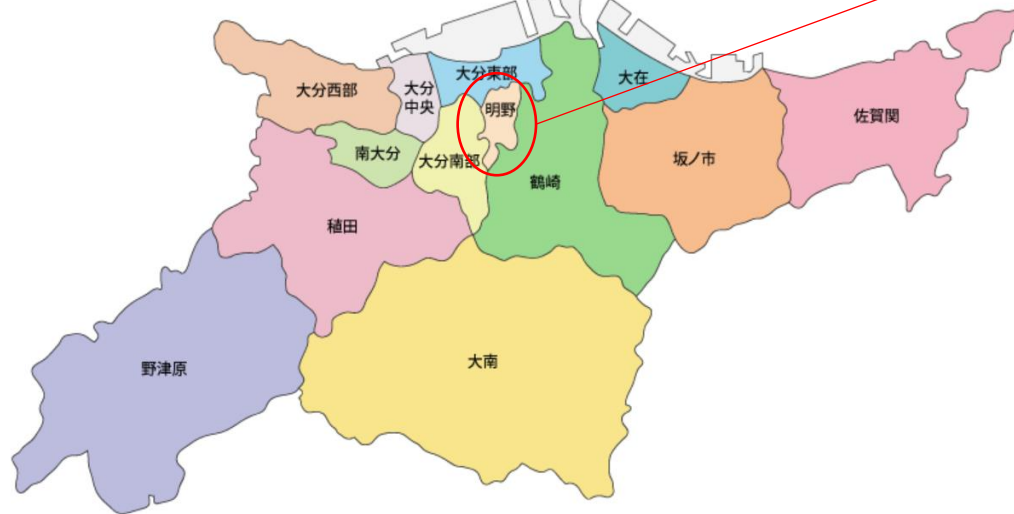 大分西部
大分
中央
大分東部
明野
大在
佐賀関
南大分
大分南部
鶴崎
坂ノ市
稙田
野津原
大南